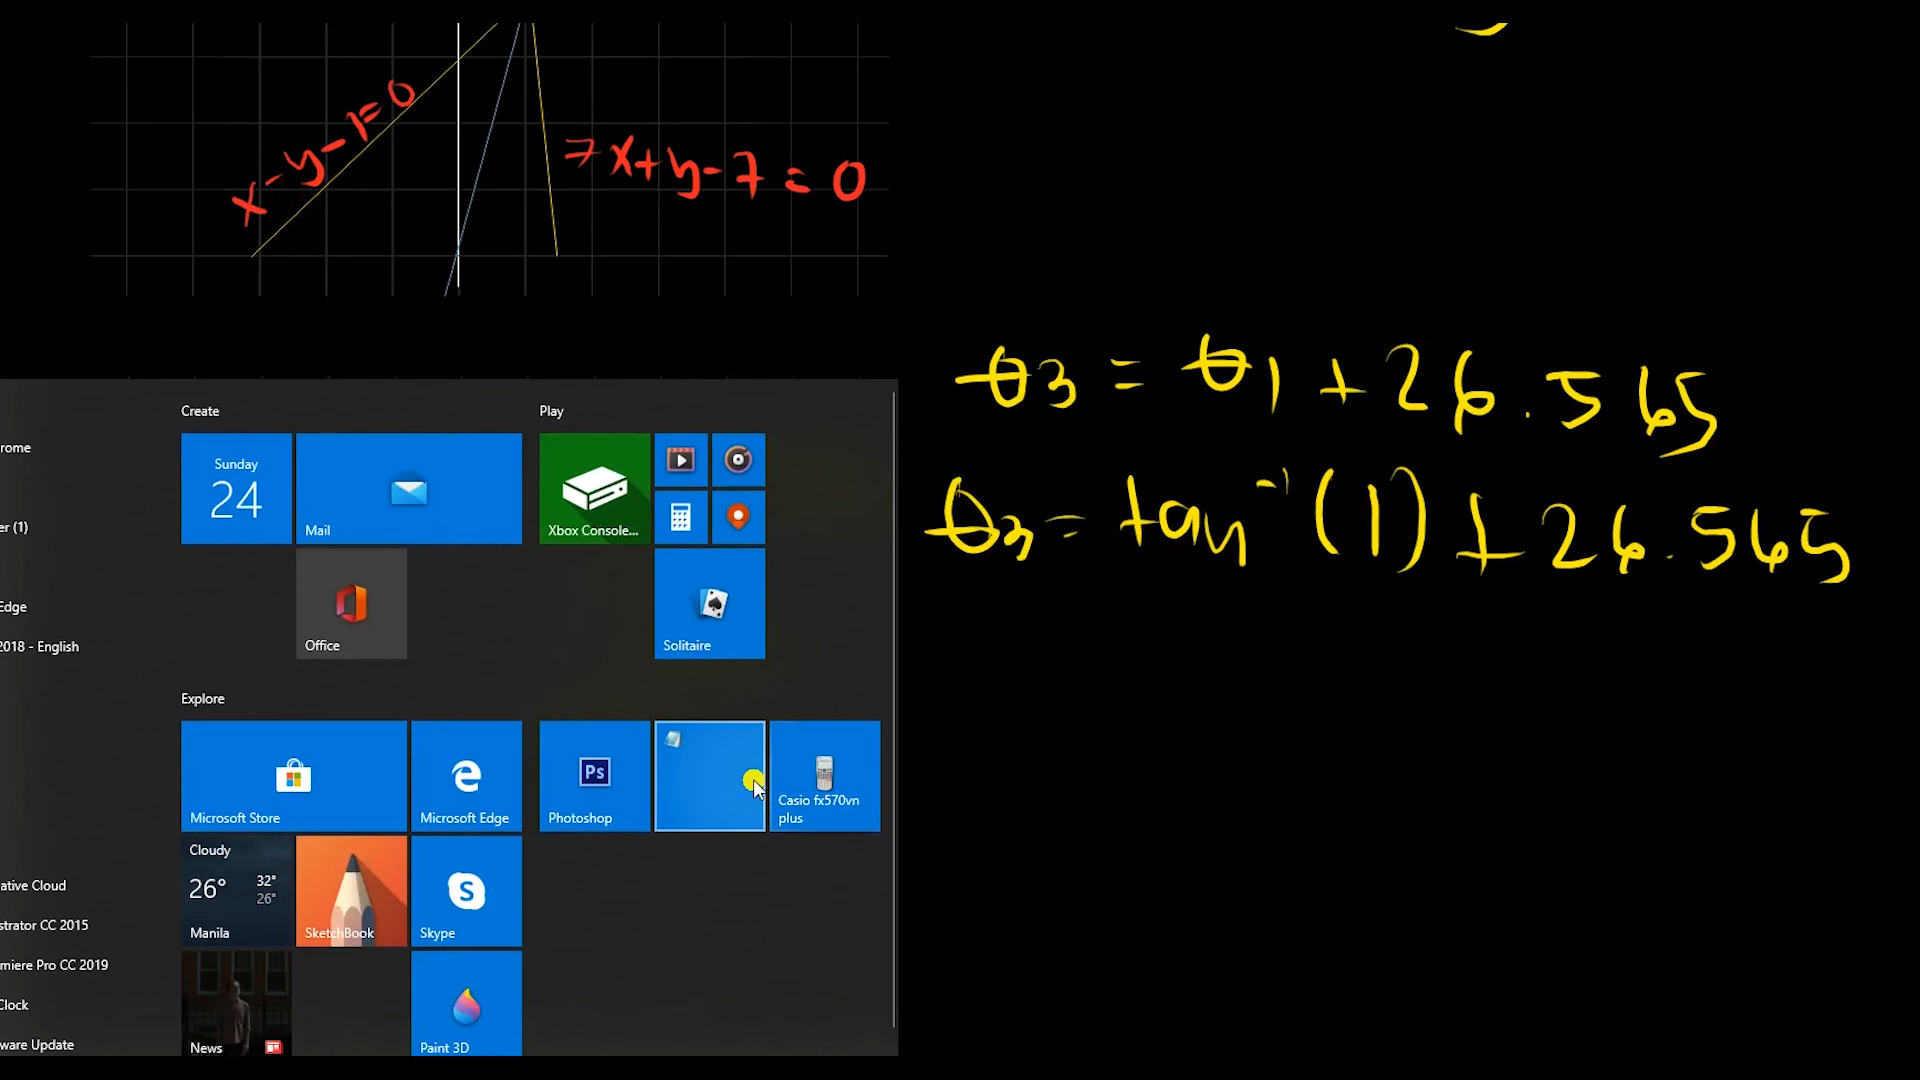 x-y-1=0
7x+y-7=0
θ3 = θ1 + 26.565
θ3 = tan⁻¹(1) + 26.565
Create
Play
rome
Sunday
24
Mail
Xbox Console...
er (1)
Edge
Office
Solitaire
2018 - English
Explore
Microsoft Store
Microsoft Edge
Ps
Photoshop
Casio fx570vn
plus
Cloudy
26°
32°
26°
Manila
SketchBook
Skype
ative Cloud
strator CC 2015
miere Pro CC 2019
Clock
ware Update
News
Paint 3D